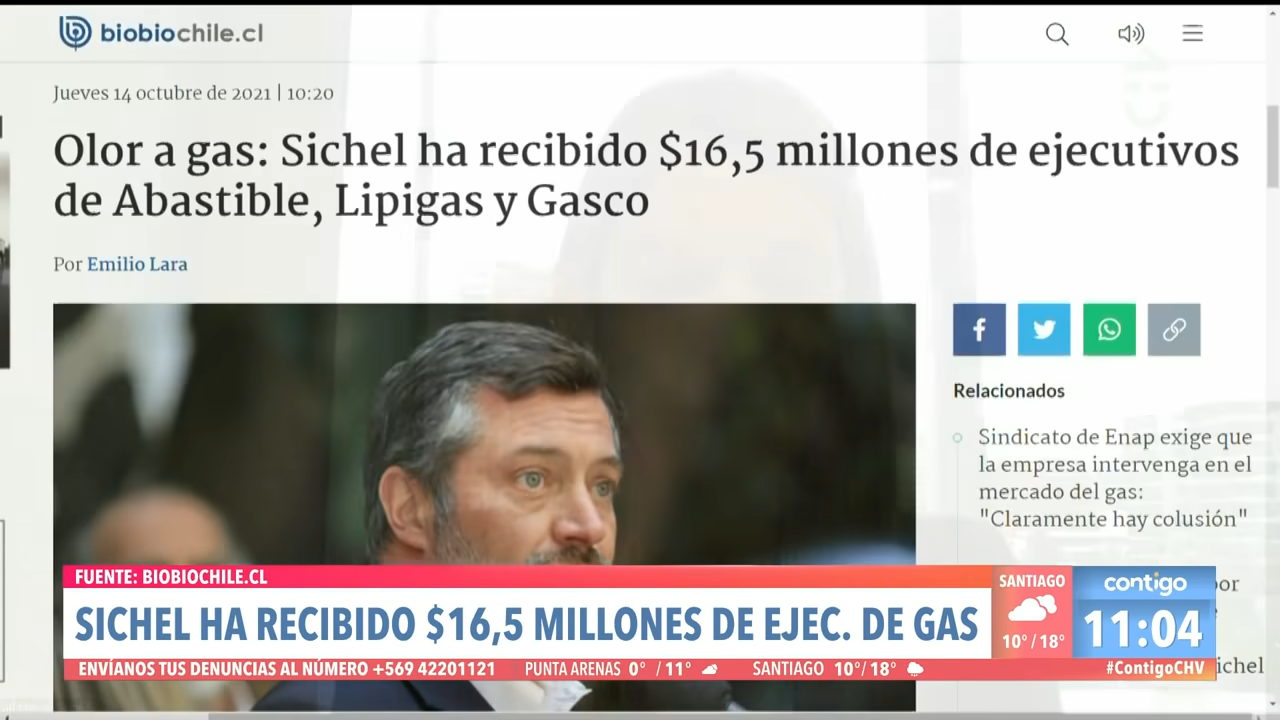 biobiochile.cl
Jueves 14 octubre de 2021 | 10:20
Olor a gas: Sichel ha recibido $16,5 millones de ejecutivos
de Abastible, Lipigas y Gasco
Por Emilio Lara
Relacionados
Sindicato de Enap exige que
la empresa intervenga en el
mercado del gas:
"Claramente hay colusión"
por
ichel
CHV
FUENTE: BIOBIOCHILE.CL
SICHEL HA RECIBIDO $16,5 MILLONES DE EJEC. DE GAS
SANTIAGO
10°/18°
contigo
11:04
ENVÍANOS TUS DENUNCIAS AL NÚMERO +569 42201121 PUNTA ARENAS 0° / 11° SANTIAGO 10°/18°
#ContigoCHV